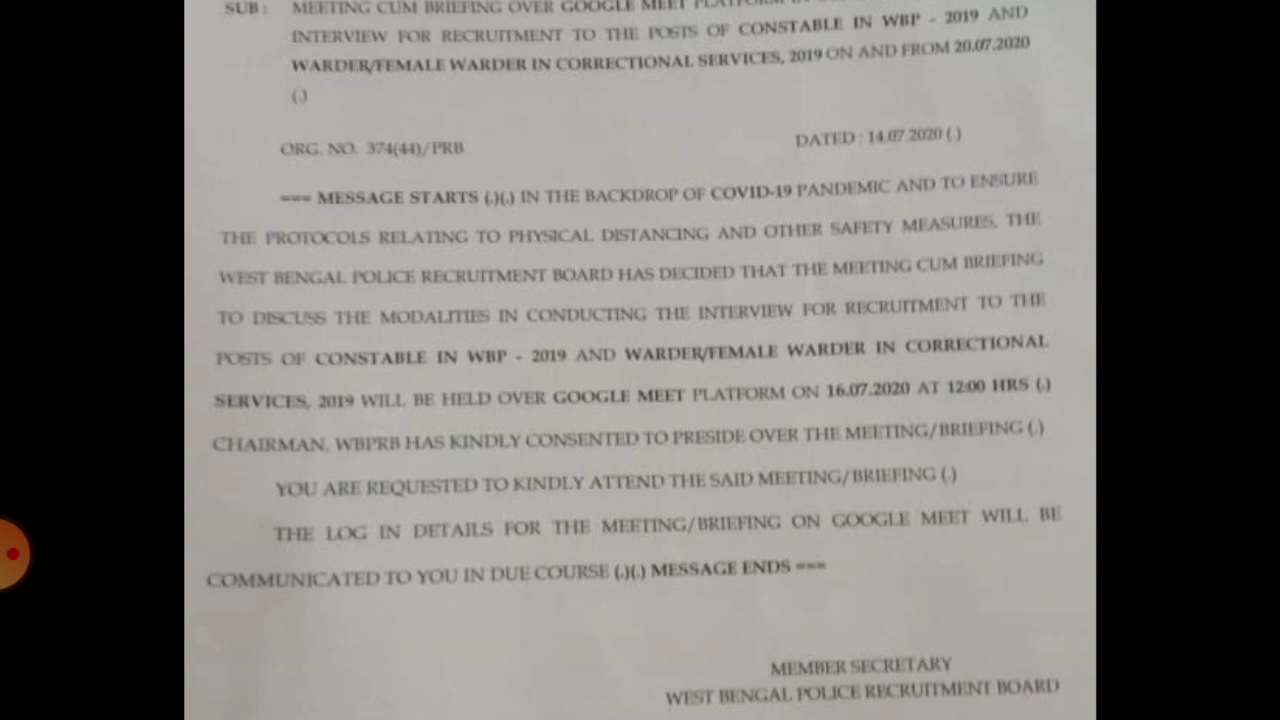 SUB : MEETING CUM BRIEFING OVER GOOGLE MEET PLATFORM IN
INTERVIEW FOR RECRUITMENT TO THE POSTS OF CONSTABLE IN WBP - 2019 AND
WARDER/FEMALE WARDER IN CORRECTIONAL SERVICES, 2019 ON AND FROM 20.07.2020
(.)
ORG. NO. 374(44)/PRB DATED : 14.07.2020 (.)
=== MESSAGE STARTS (.)(.) IN THE BACKDROP OF COVID-19 PANDEMIC AND TO ENSURE
THE PROTOCOLS RELATING TO PHYSICAL DISTANCING AND OTHER SAFETY MEASURES, THE
WEST BENGAL POLICE RECRUITMENT BOARD HAS DECIDED THAT THE MEETING CUM BRIEFING
TO DISCUSS THE MODALITIES IN CONDUCTING THE INTERVIEW FOR RECRUITMENT TO THE
POSTS OF CONSTABLE IN WBP - 2019 AND WARDER/FEMALE WARDER IN CORRECTIONAL
SERVICES, 2019 WILL BE HELD OVER GOOGLE MEET PLATFORM ON 16.07.2020 AT 12:00 HRS (.)
CHAIRMAN, WBPRB HAS KINDLY CONSENTED TO PRESIDE OVER THE MEETING/BRIEFING (.)
YOU ARE REQUESTED TO KINDLY ATTEND THE SAID MEETING/BRIEFING (.)
THE LOG IN DETAILS FOR THE MEETING/BRIEFING ON GOOGLE MEET WILL BE
COMMUNICATED TO YOU IN DUE COURSE (.)(.) MESSAGE ENDS ===
MEMBER SECRETARY
WEST BENGAL POLICE RECRUITMENT BOARD